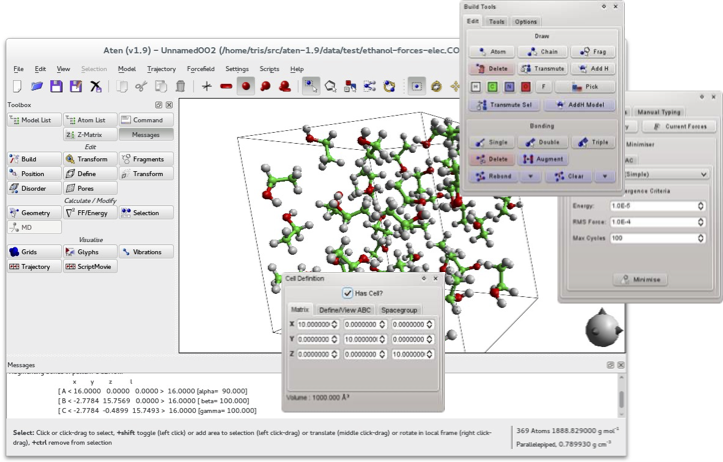 Aten (v1.9) - Unnamed002 (/home/tris/src/aten-1.9/data/test/ethanol-forces-elec.CO
File Edit View Selection Model Trajectory Forcefield Settings Scripts Help
Toolbox
Model List Atom List Command
Z-Matrix Messages
Edit
Build Transform Fragments
Position Define Transform
Disorder Pores
Calculate / Modify
Geometry FF/Energy Selection
MD
Visualise
Grids Glyphs Vibrations
Trajectory ScriptMovie
Build Tools
Edit Tools Options
Draw
Atom Chain Frag
Delete Transmute Add H
H C N O F Pick
Transmute Sel AddH Model
Bonding
Single Double Triple
Delete Augment
Rebond Clear
Manual Typing
Current Forces
Minimiser
(Simple)
ergence Criteria
Energy: 1.0E-5
RMS Force: 1.0E-4
Max Cycles 100
Minimise
Cell Definition
Has Cell?
Matrix Define/View ABC Spacegroup
X 10.000000 0.0000000 0.0000000
Y 0.0000000 10.000000 0.0000000
Z 0.0000000 0.0000000 10.000000
Volume : 1000.000 Å³
Messages
x y z l
[ A < 16.0000 0.0000 0.0000 > 16.0000 [alpha= 90.000]
[ B < -2.7784 15.7569 0.0000 > 16.0000 [ beta= 100.000]
[ C < -2.7784 -0.4899 15.7493 > 16.0000 [gamma= 100.000]
Select: Click or click-drag to select, +shift toggle (left click) or add area to selection (left click-drag) or translate (middle click-drag) or rotate in local frame (right click-
drag), +ctrl remove from selection
369 Atoms 1888.829000 g mol⁻¹
Parallelepiped, 0.789930 g cm⁻³